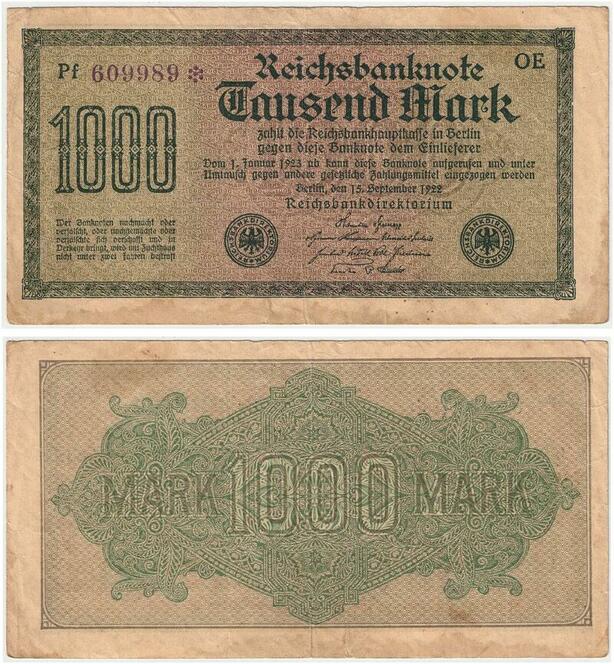 Pf 609989 ❊
OE
Reichsbanknote
Tausend Mark
1000
zahlt die Reichsbankhauptkasse in Berlin
gegen diese Banknote dem Einlieferer
Vom 1. Januar 1923 ab kann diese Banknote aufgerufen und unter
Umtausch gegen andere gesetzliche Zahlungsmittel eingezogen werden
Berlin, den 15. September 1922
Reichsbankdirektorium
Wer Banknoten nachmacht oder
verfälscht, oder nachgemachte oder
verfälschte sich verschafft und in
Verkehr bringt, wird mit Zuchthaus
nicht unter zwei Jahren bestraft
REICHSBANKDIREKTORIUM
REICHSBANKDIREKTORIUM
MARK 1000 MARK